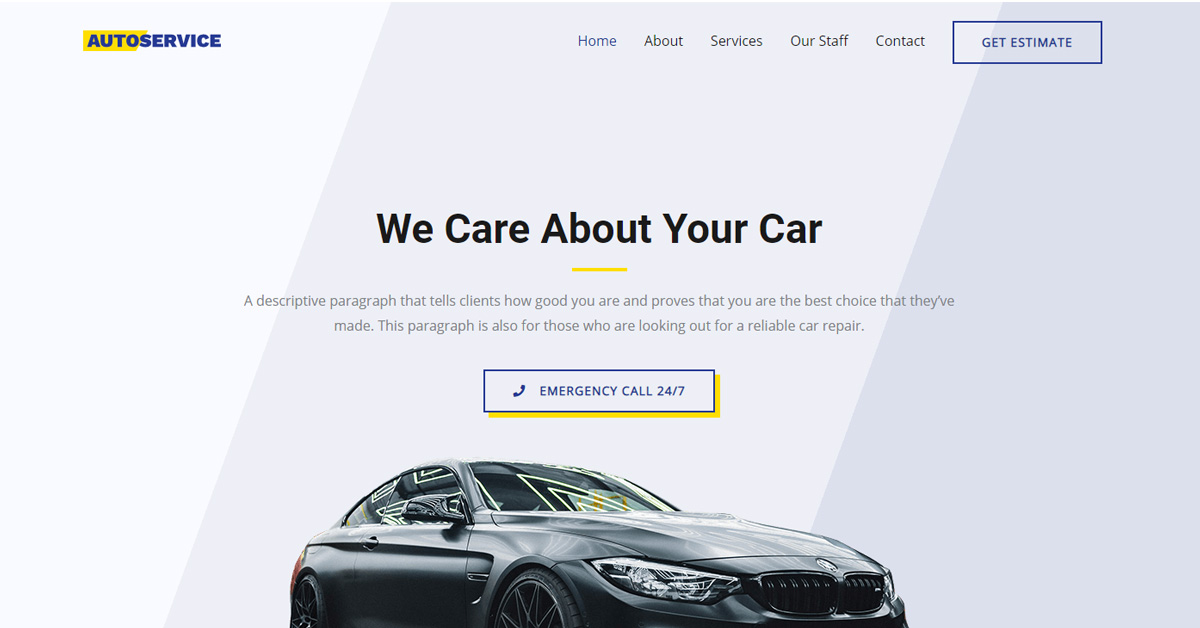 AUTOSERVICE
Home About Services Our Staff Contact GET ESTIMATE
We Care About Your Car
A descriptive paragraph that tells clients how good you are and proves that you are the best choice that they’ve
made. This paragraph is also for those who are looking out for a reliable car repair.
EMERGENCY CALL 24/7